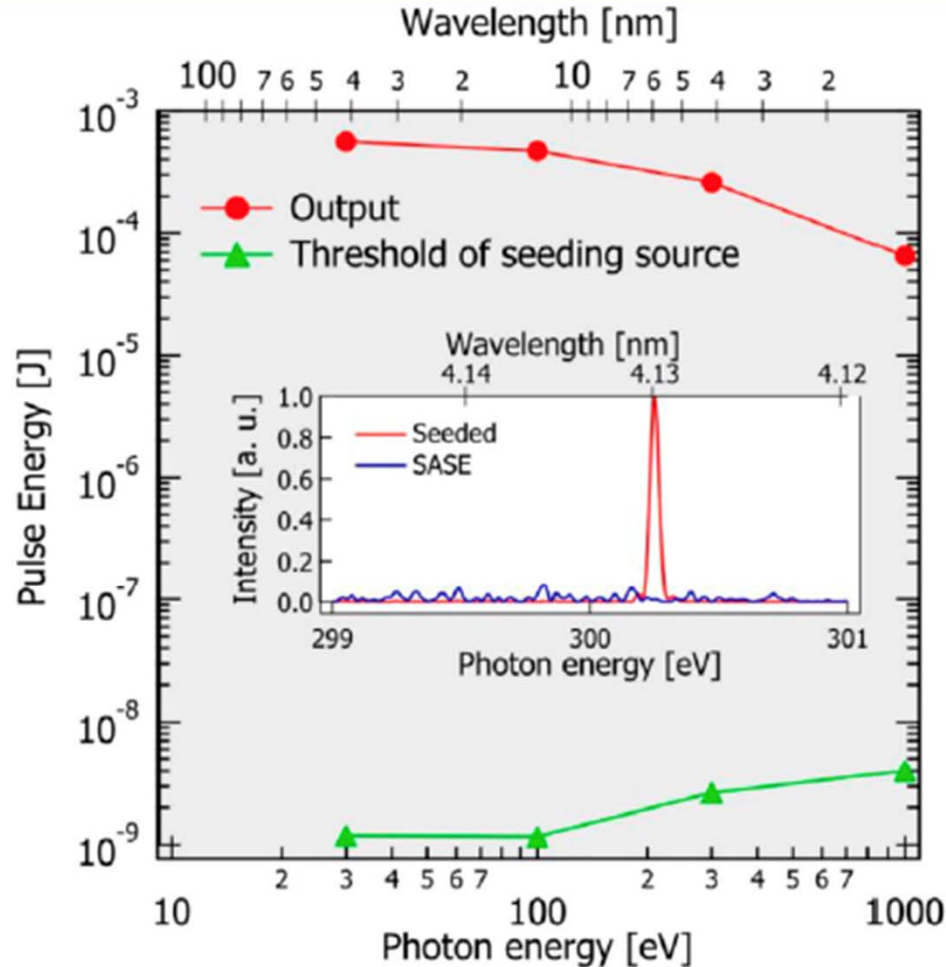 Wavelength [nm]
100 7 6 5 4 3 2 10 7 6 5 4 3 2
10-3
Output
10-4
Threshold of seeding source
10-5
Wavelength [nm]
4.14 4.13 4.12
1.0
Seeded
0.8
SASE
0.6
0.4
0.2
0.0
Intensity [a. u.]
299 300 301
Photon energy [eV]
10-6
10-7
10-8
10-9
Pulse Energy [J]
2 3 4 5 6 7 2 3 4 5 6 7
10 100 1000
Photon energy [eV]